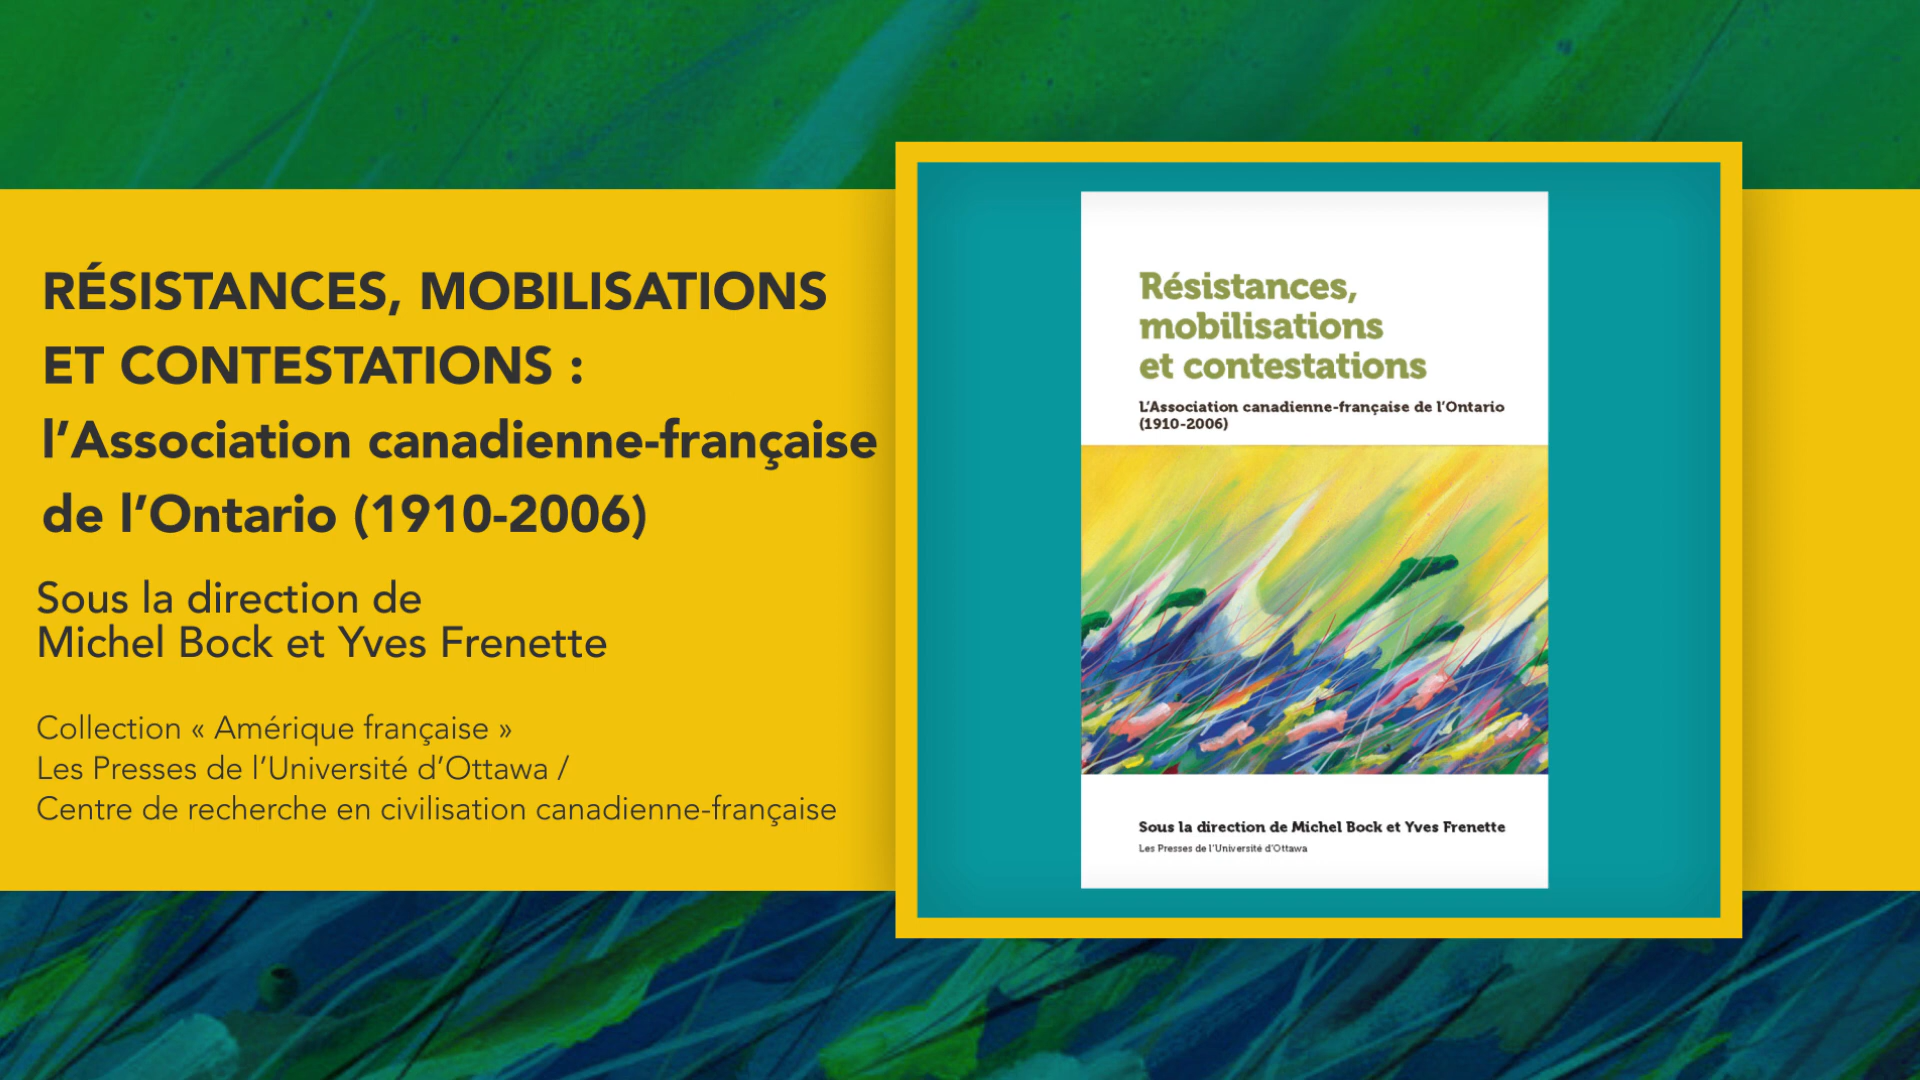 RÉSISTANCES, MOBILISATIONS
ET CONTESTATIONS :
l’Association canadienne-française
de l’Ontario (1910-2006)
Sous la direction de
Michel Bock et Yves Frenette
Collection « Amérique française »
Les Presses de l’Université d’Ottawa /
Centre de recherche en civilisation canadienne-française
Résistances,
mobilisations
et contestations
L’Association canadienne-française de l’Ontario
(1910-2006)
Sous la direction de Michel Bock et Yves Frenette
Les Presses de l’Université d’Ottawa